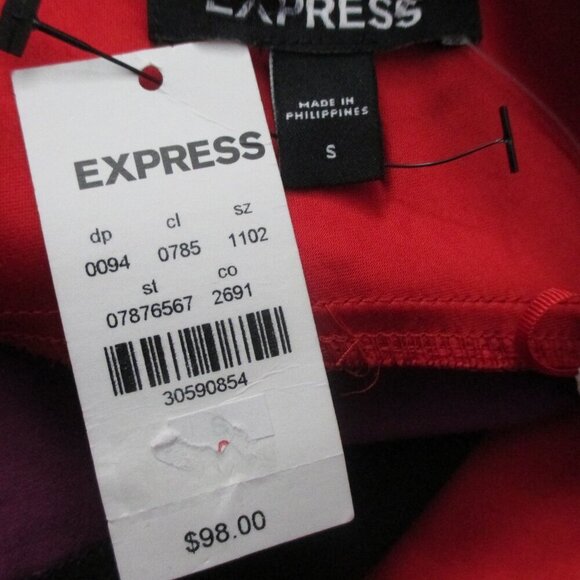 EXPRESS
MADE IN
PHILIPPINES
S
EXPRESS
dp cl sz
0094 0785 1102
st co
07876567 2691
30590854
$98.00